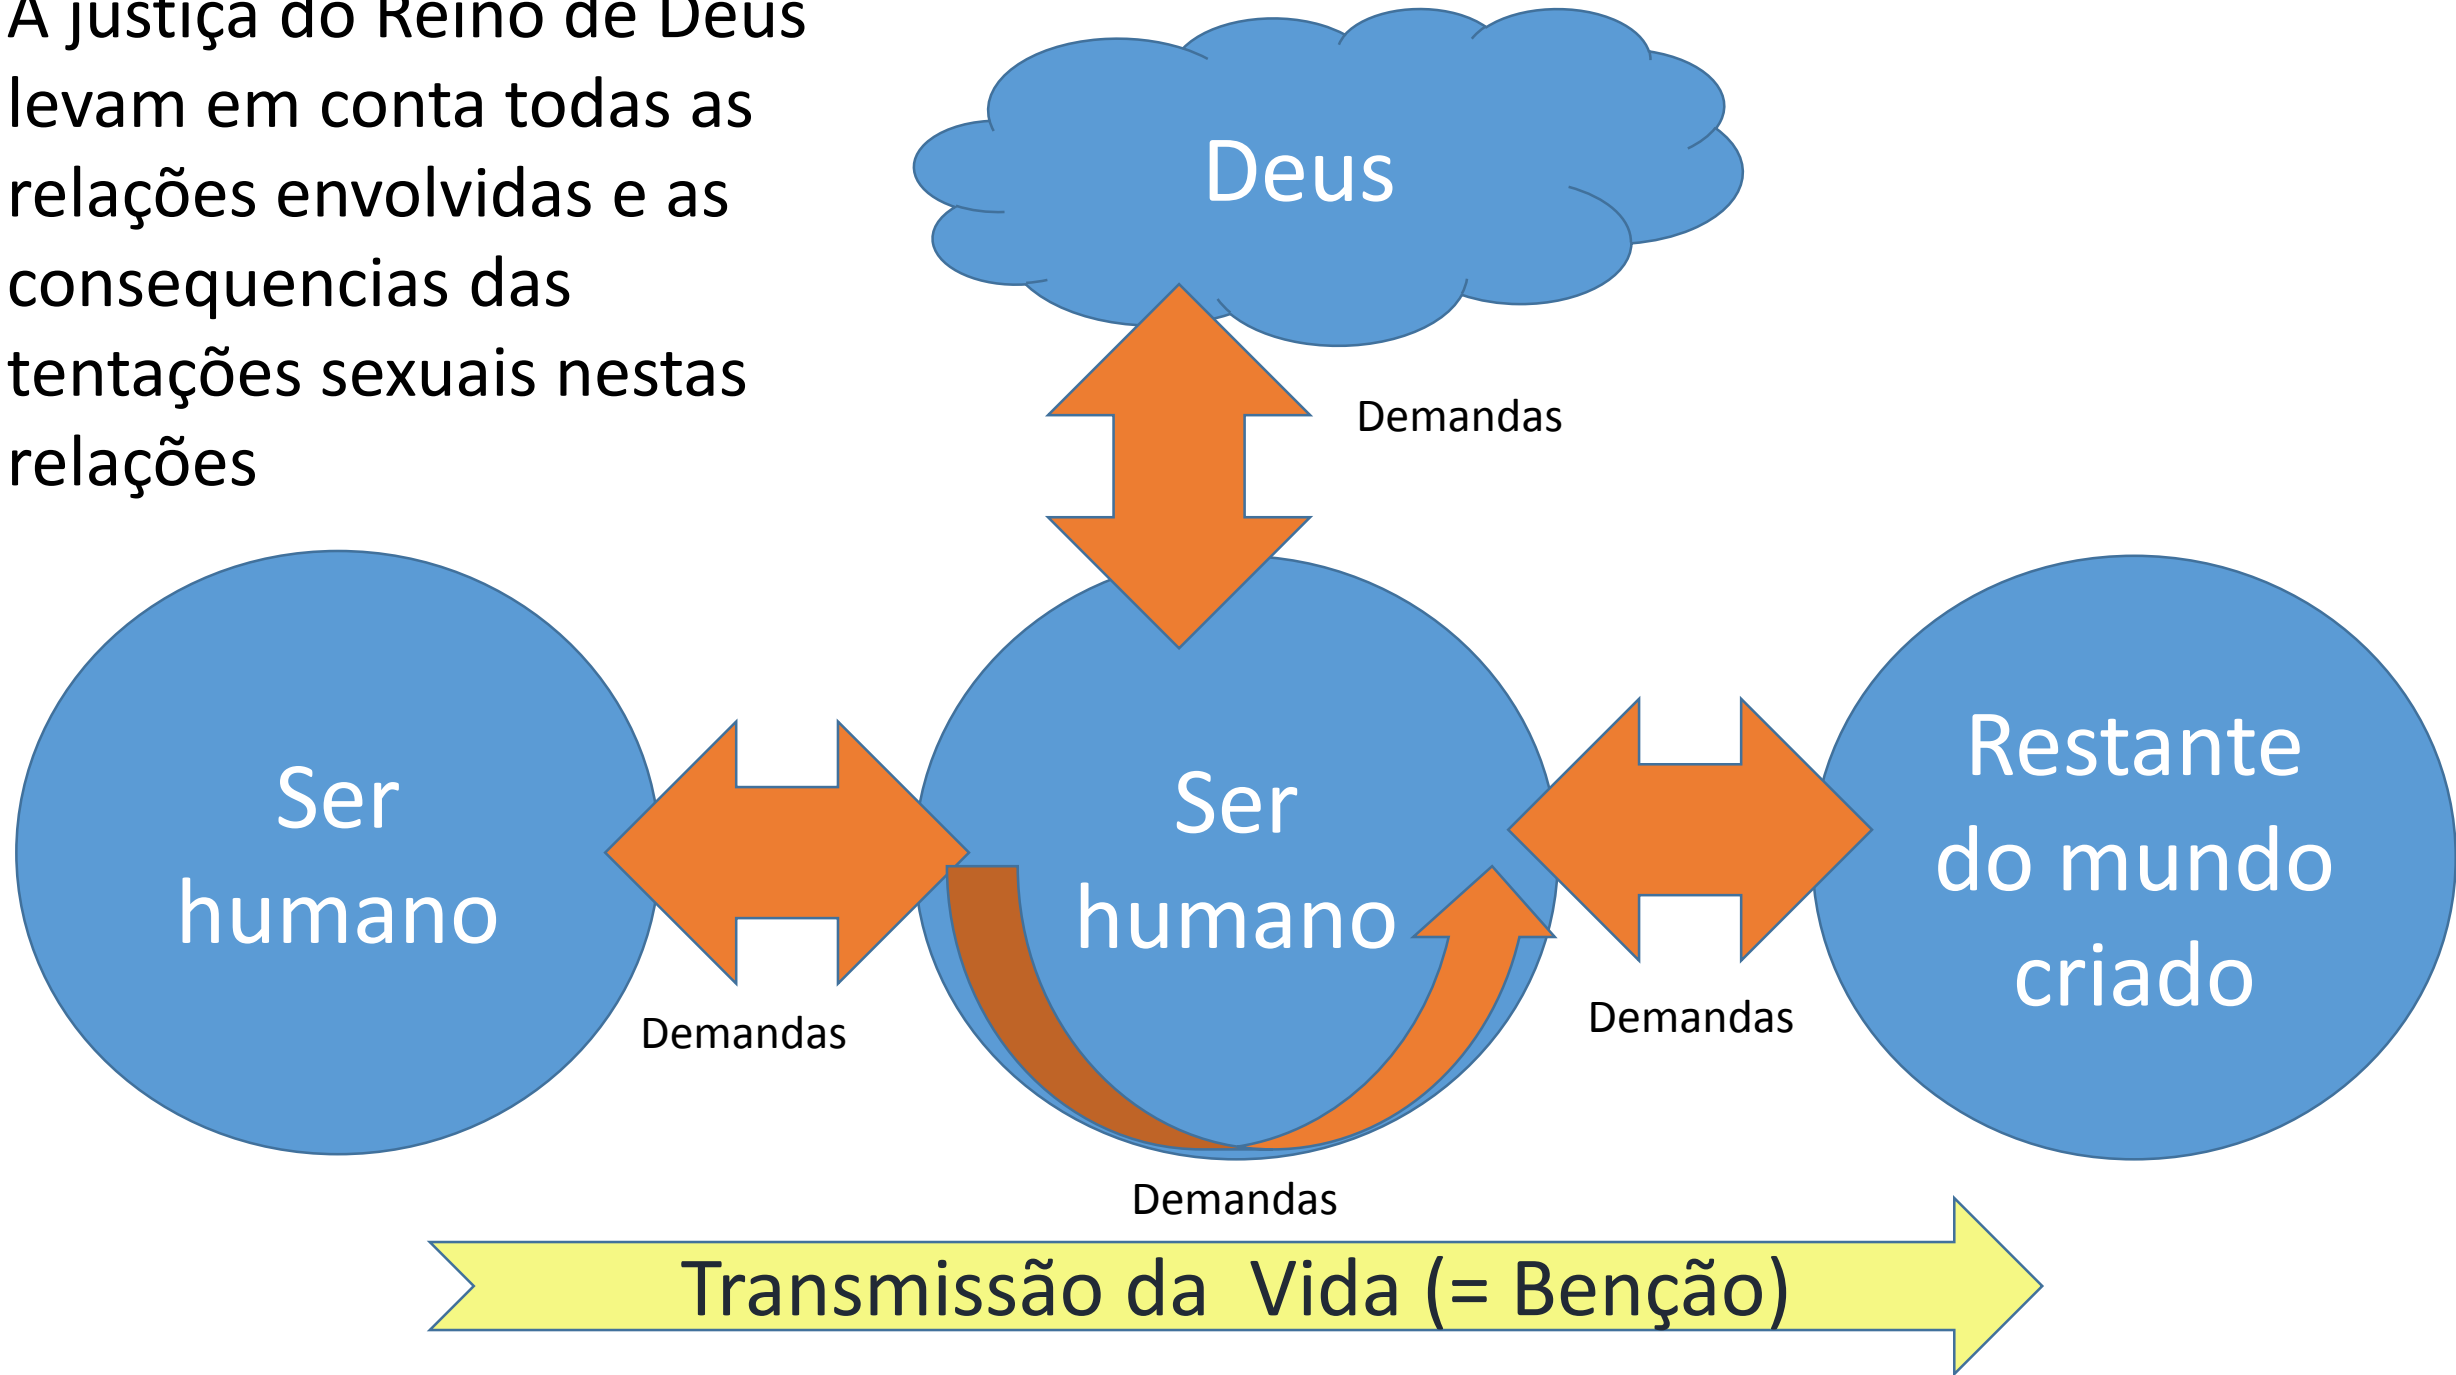 A justiça do Reino de Deus
levam em conta todas as
relações envolvidas e as
consequencias das
tentações sexuais nestas
relações
Deus
Demandas
Ser
humano
Ser
humano
Restante
do mundo
criado
Demandas
Demandas
Demandas
Transmissão da  Vida (= Benção)